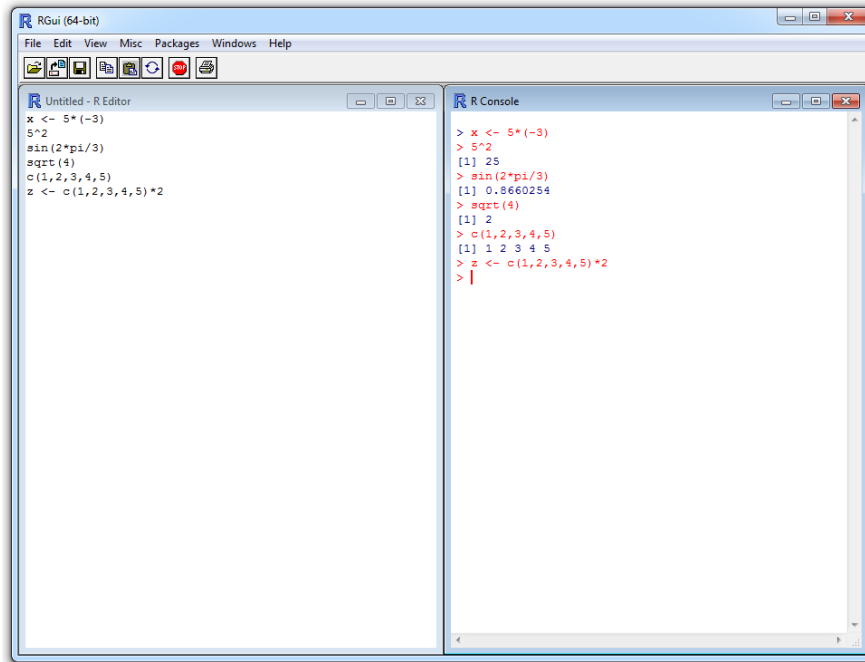 RGui (64-bit)
File Edit View Misc Packages Windows Help
STOP
Untitled - R Editor
x <- 5*(-3)
5^2
sin(2*pi/3)
sqrt(4)
c(1,2,3,4,5)
z <- c(1,2,3,4,5)*2
R Console
> x <- 5*(-3)
> 5^2
[1] 25
> sin(2*pi/3)
[1] 0.8660254
> sqrt(4)
[1] 2
> c(1,2,3,4,5)
[1] 1 2 3 4 5
> z <- c(1,2,3,4,5)*2
>